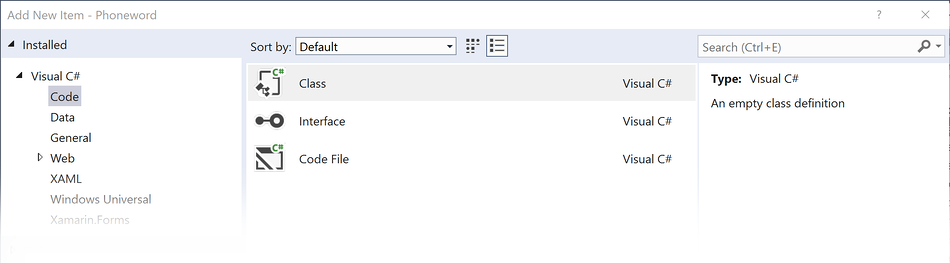 Add New Item - Phoneword
?
Installed
Sort by: Default
Search (Ctrl+E)
Visual C#
Code
Data
General
Web
XAML
Windows Universal
Xamarin.Forms
C# Class Visual C#
Interface Visual C#
C# Code File Visual C#
Type: Visual C#
An empty class definition